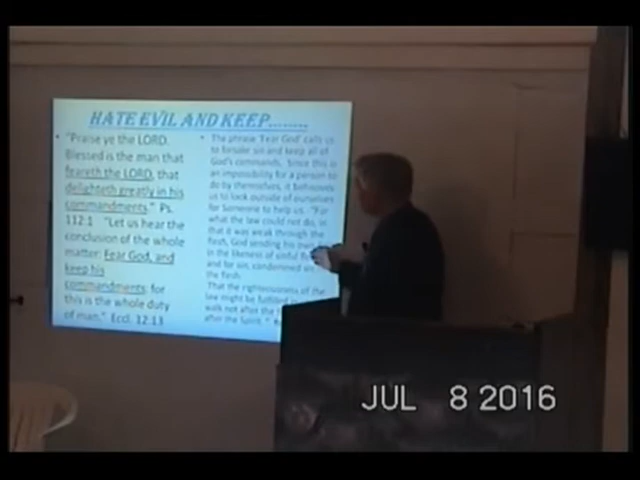 HATE EVIL AND KEEP........
• "Praise ye the LORD.
Blessed is the man that
feareth the LORD, that
delighteth greatly in his
commandments." Ps.
112:1 "Let us hear the
conclusion of the whole
matter: Fear God, and
keep his
commandments: for
this is the whole duty
of man." Eccl. 12:13
• The phrase 'Fear God' calls us
to forsake sin and keep all of
God's commands. Since this is
an impossibility for a person to
do by themselves, it behooves
us to look outside of ourselves
for Someone to help us. "For
what the law could not do, in
that it was weak through the
flesh, God sending his own
in the likeness of sinful
and for sin, condemned
the flesh:
That the righteousness of the
law might be fulfilled
walk not after the
after the Spirit."
JUL 8 2016